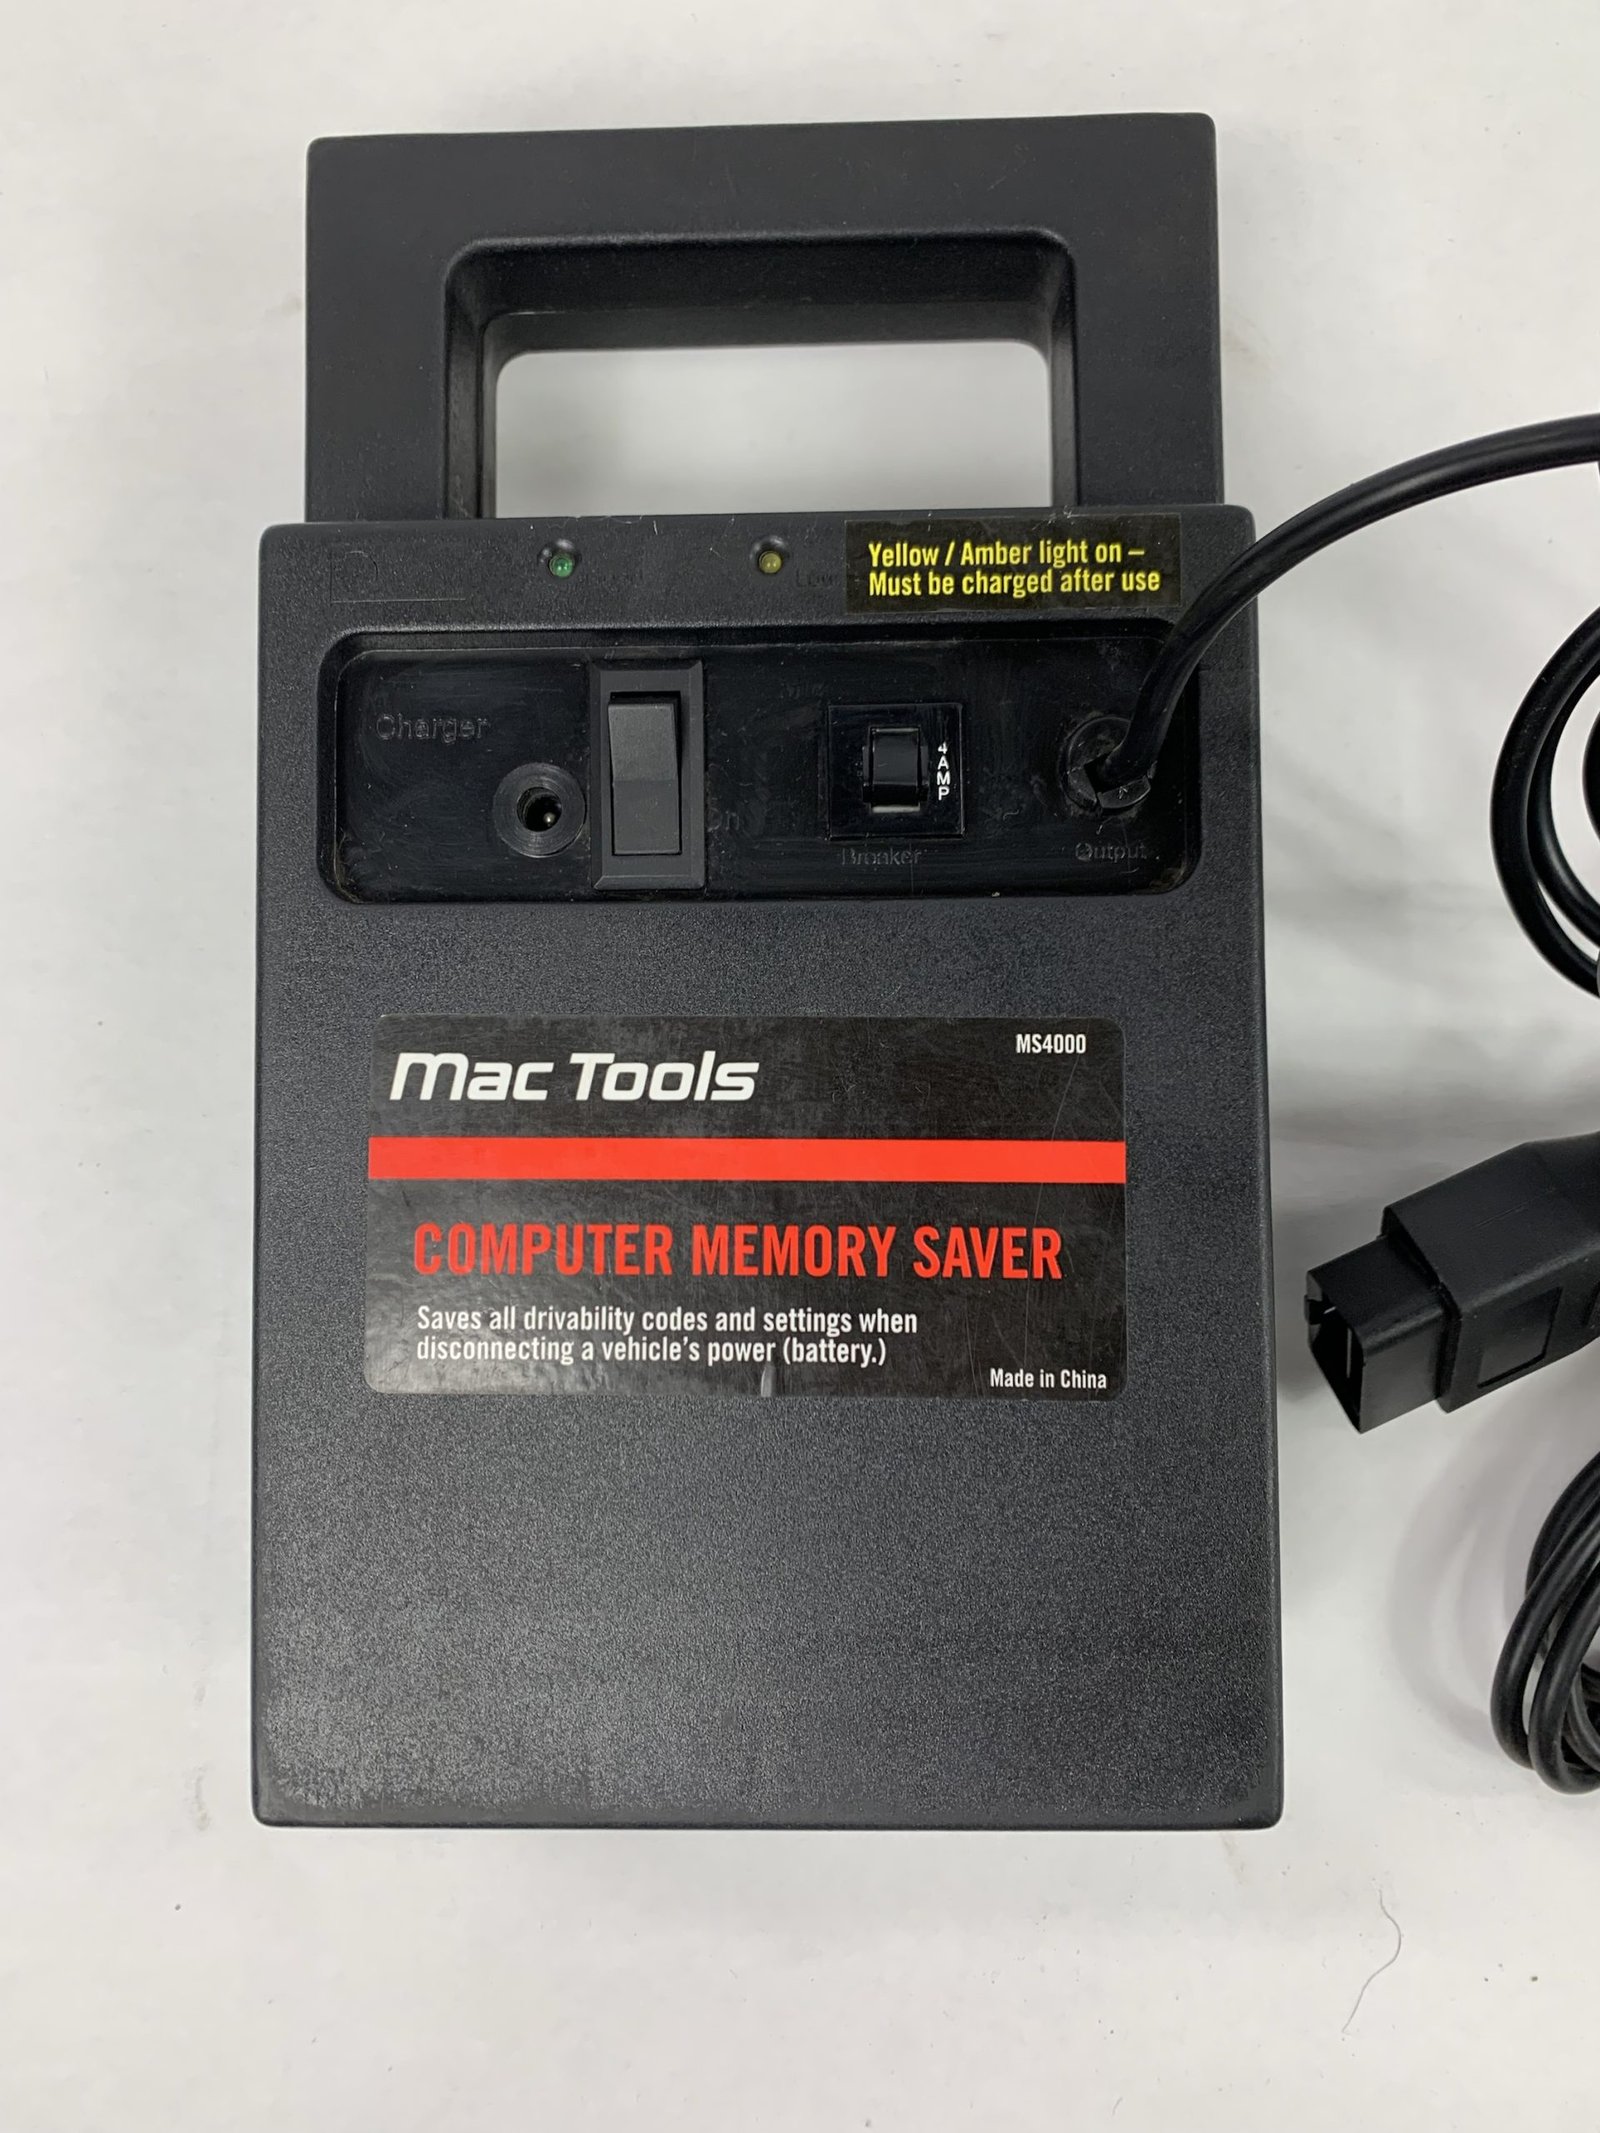 Low
Yellow / Amber light on –
Must be charged after use
Charger
On
4 AMP
Breaker
Output
Mac Tools
MS4000
COMPUTER MEMORY SAVER
Saves all drivability codes and settings when
disconnecting a vehicle's power (battery.)
Made in China